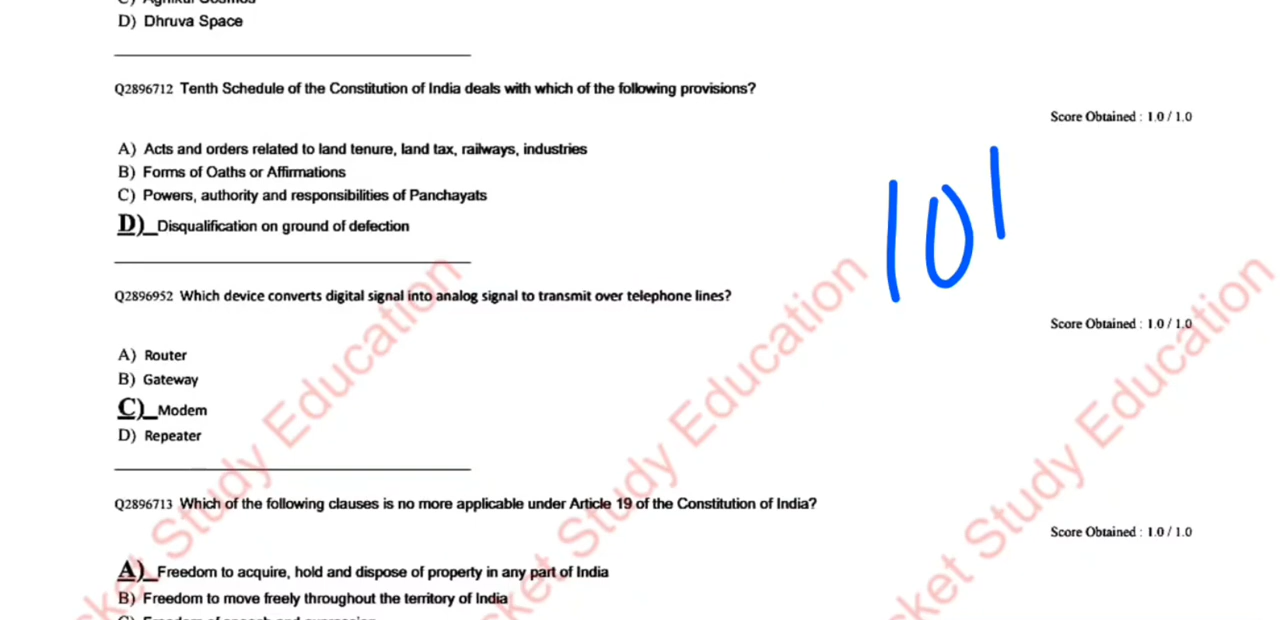 D) Dhruva Space
Q2896712 Tenth Schedule of the Constitution of India deals with which of the following provisions?
Score Obtained : 1.0 / 1.0
A) Acts and orders related to land tenure, land tax, railways, industries
B) Forms of Oaths or Affirmations
C) Powers, authority and responsibilities of Panchayats
D) Disqualification on ground of defection
101
Q2896952 Which device converts digital signal into analog signal to transmit over telephone lines?
Score Obtained : 1.0 / 1.0
A) Router
B) Gateway
C) Modem
D) Repeater
Q2896713 Which of the following clauses is no more applicable under Article 19 of the Constitution of India?
Score Obtained : 1.0 / 1.0
A) Freedom to acquire, hold and dispose of property in any part of India
B) Freedom to move freely throughout the territory of India
ket Study Education
ket Study Education
ket Study Education